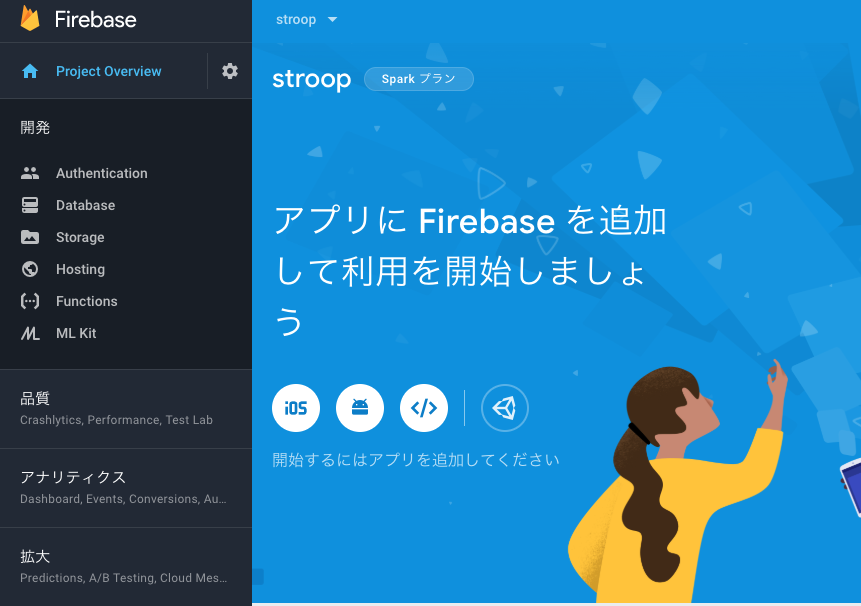 Firebase
Project Overview
開発
Authentication
Database
Storage
Hosting
Functions
ML Kit
品質
Crashlytics, Performance, Test Lab
アナリティクス
Dashboard, Events, Conversions, Au...
拡大
Predictions, A/B Testing, Cloud Mes...
stroop
stroop Spark プラン
アプリに Firebase を追加
して利用を開始しましょ
う
iOS </>
開始するにはアプリを追加してください